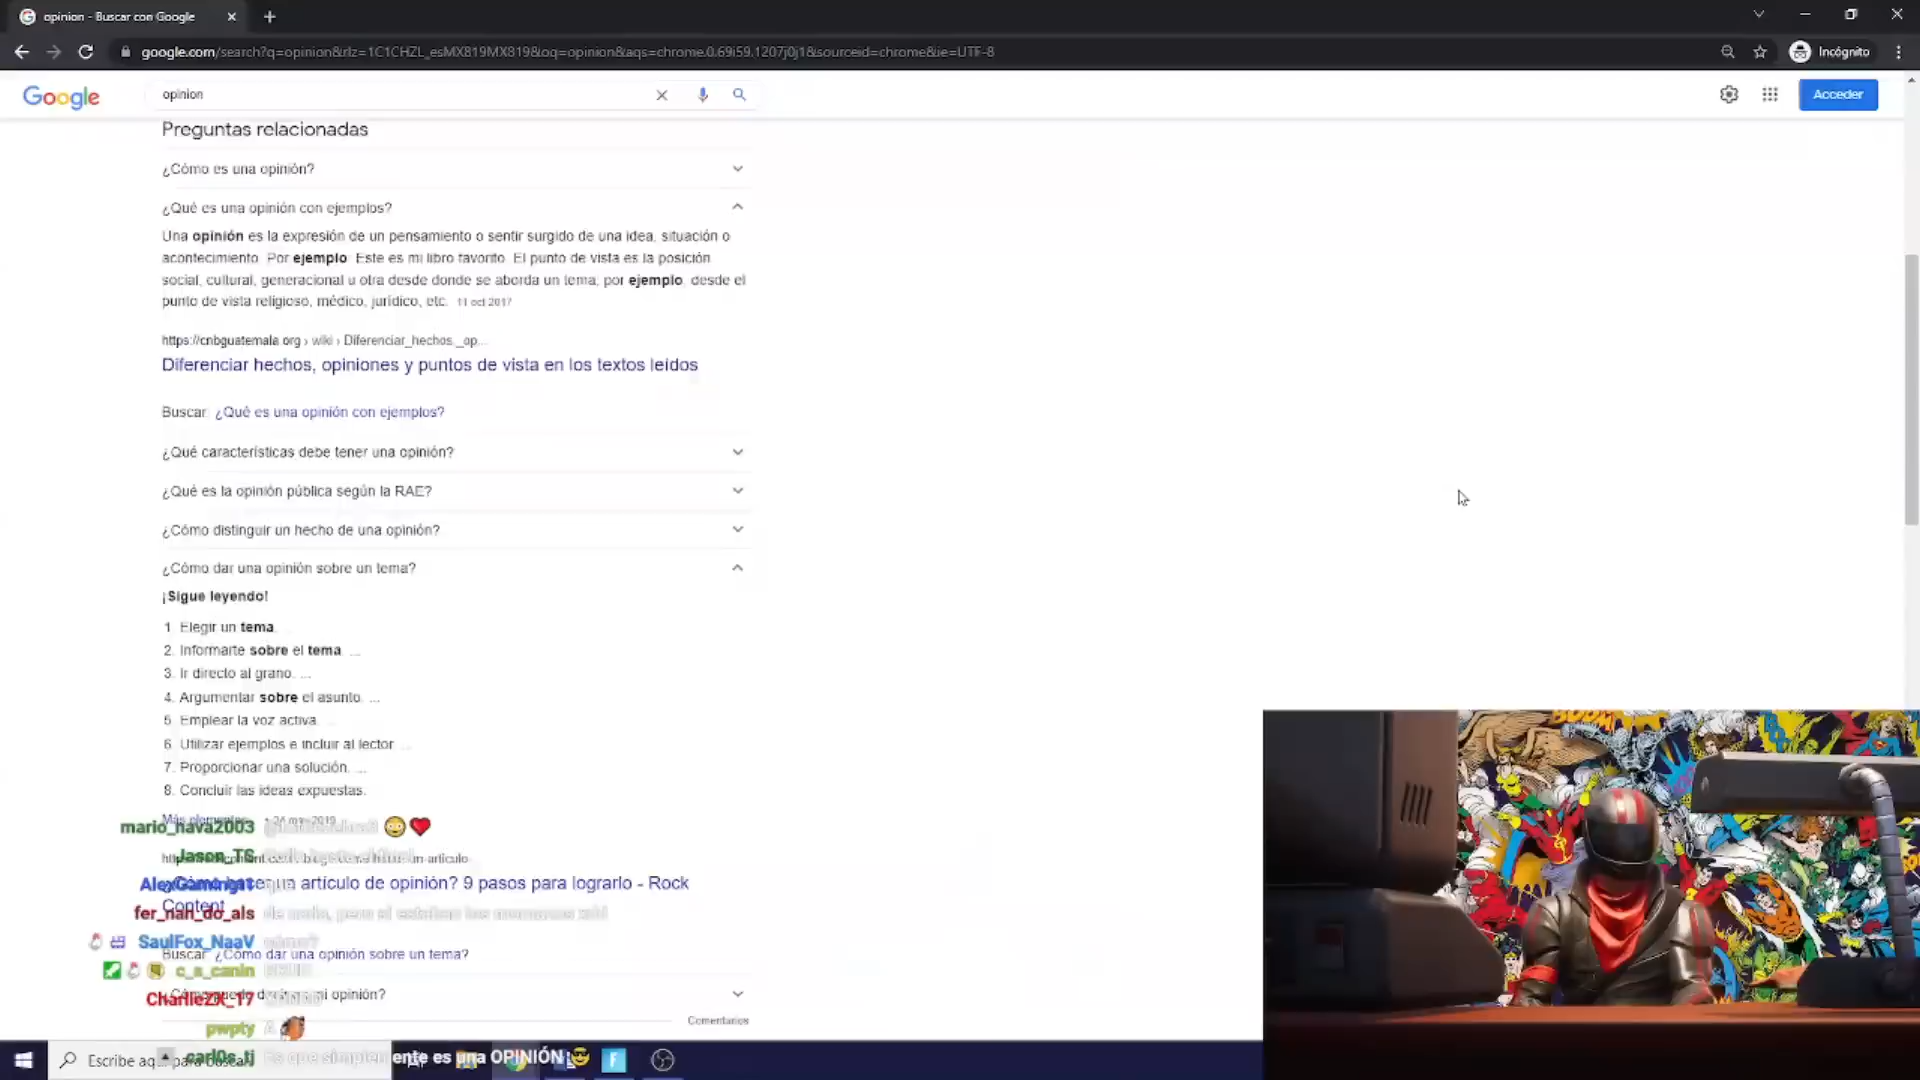 opinion - Buscar con Google
google.com/search?q=opinion&rlz=1C1CHZL_esMX819MX819&oq=opinion&aqs=chrome.0.69i59.1207j0j1&sourceid=chrome&ie=UTF-8
Incógnito
Google
opinion
Acceder
Preguntas relacionadas
¿Cómo es una opinión?
¿Qué es una opinión con ejemplos?
Una opinión es la expresión de un pensamiento o sentir surgido de una idea, situación o
acontecimiento. Por ejemplo. Este es mi libro favorito. El punto de vista es la posición
social, cultural, generacional u otra desde donde se aborda un tema, por ejemplo, desde el
punto de vista religioso, médico, jurídico, etc. 11 oct 2017
https://cnbguatemala.org › wiki › Diferenciar_hechos,_op...
Diferenciar hechos, opiniones y puntos de vista en los textos leídos
Buscar: ¿Qué es una opinión con ejemplos?
¿Qué características debe tener una opinión?
¿Qué es la opinión pública según la RAE?
¿Cómo distinguir un hecho de una opinión?
¿Cómo dar una opinión sobre un tema?
¡Sigue leyendo!
1. Elegir un tema.
2. Informarte sobre el tema. ...
3. Ir directo al grano. ...
4. Argumentar sobre el asunto. ...
5. Emplear la voz activa.
6. Utilizar ejemplos e incluir al lector. ...
7. Proporcionar una solución. ...
8. Concluir las ideas expuestas.
mario_nava2003
Jason_TS
artículo de opinión? 9 pasos para lograrlo - Rock
Content
fer_nan_do_als
SaulFox_NaaV
Buscar: ¿Cómo dar una opinión sobre un tema?
c_a_canin
CharlieZX_17
mi opinión?
Comentarios
pwpty A
Escribe aquí para buscar
carl0s_tj Es que simplemente es una OPINIÓN
BOOM!